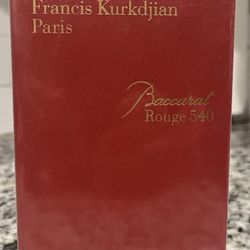 Francis Kurkdjian
Paris
Baccarat
Rouge 540